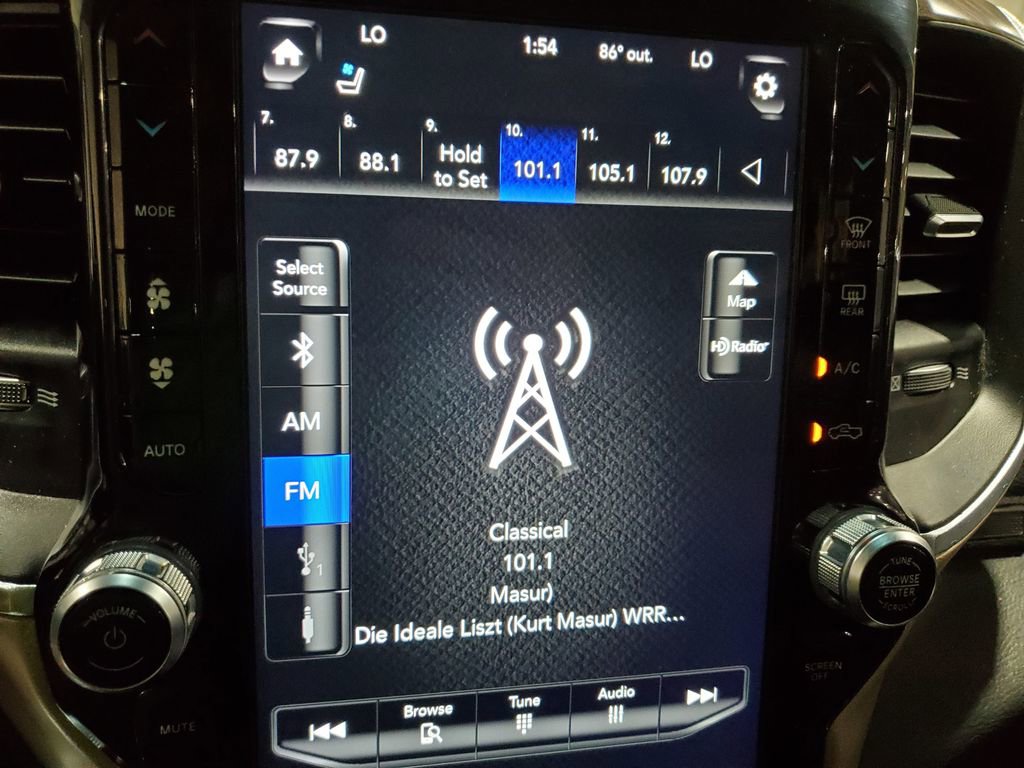 LO
1:54
86° out.
LO
7.
87.9
8.
88.1
9.
Hold
to Set
10.
101.1
11.
105.1
12.
107.9
MODE
AUTO
VOLUME
MUTE
Select
Source
AM
FM
1
Map
HD Radio
FRONT
REAR
A/C
Classical
101.1
Masur)
Die Ideale Liszt (Kurt Masur) WRR...
TUNE
BROWSE
ENTER
SCROLL
SCREEN
OFF
Browse
Tune
Audio